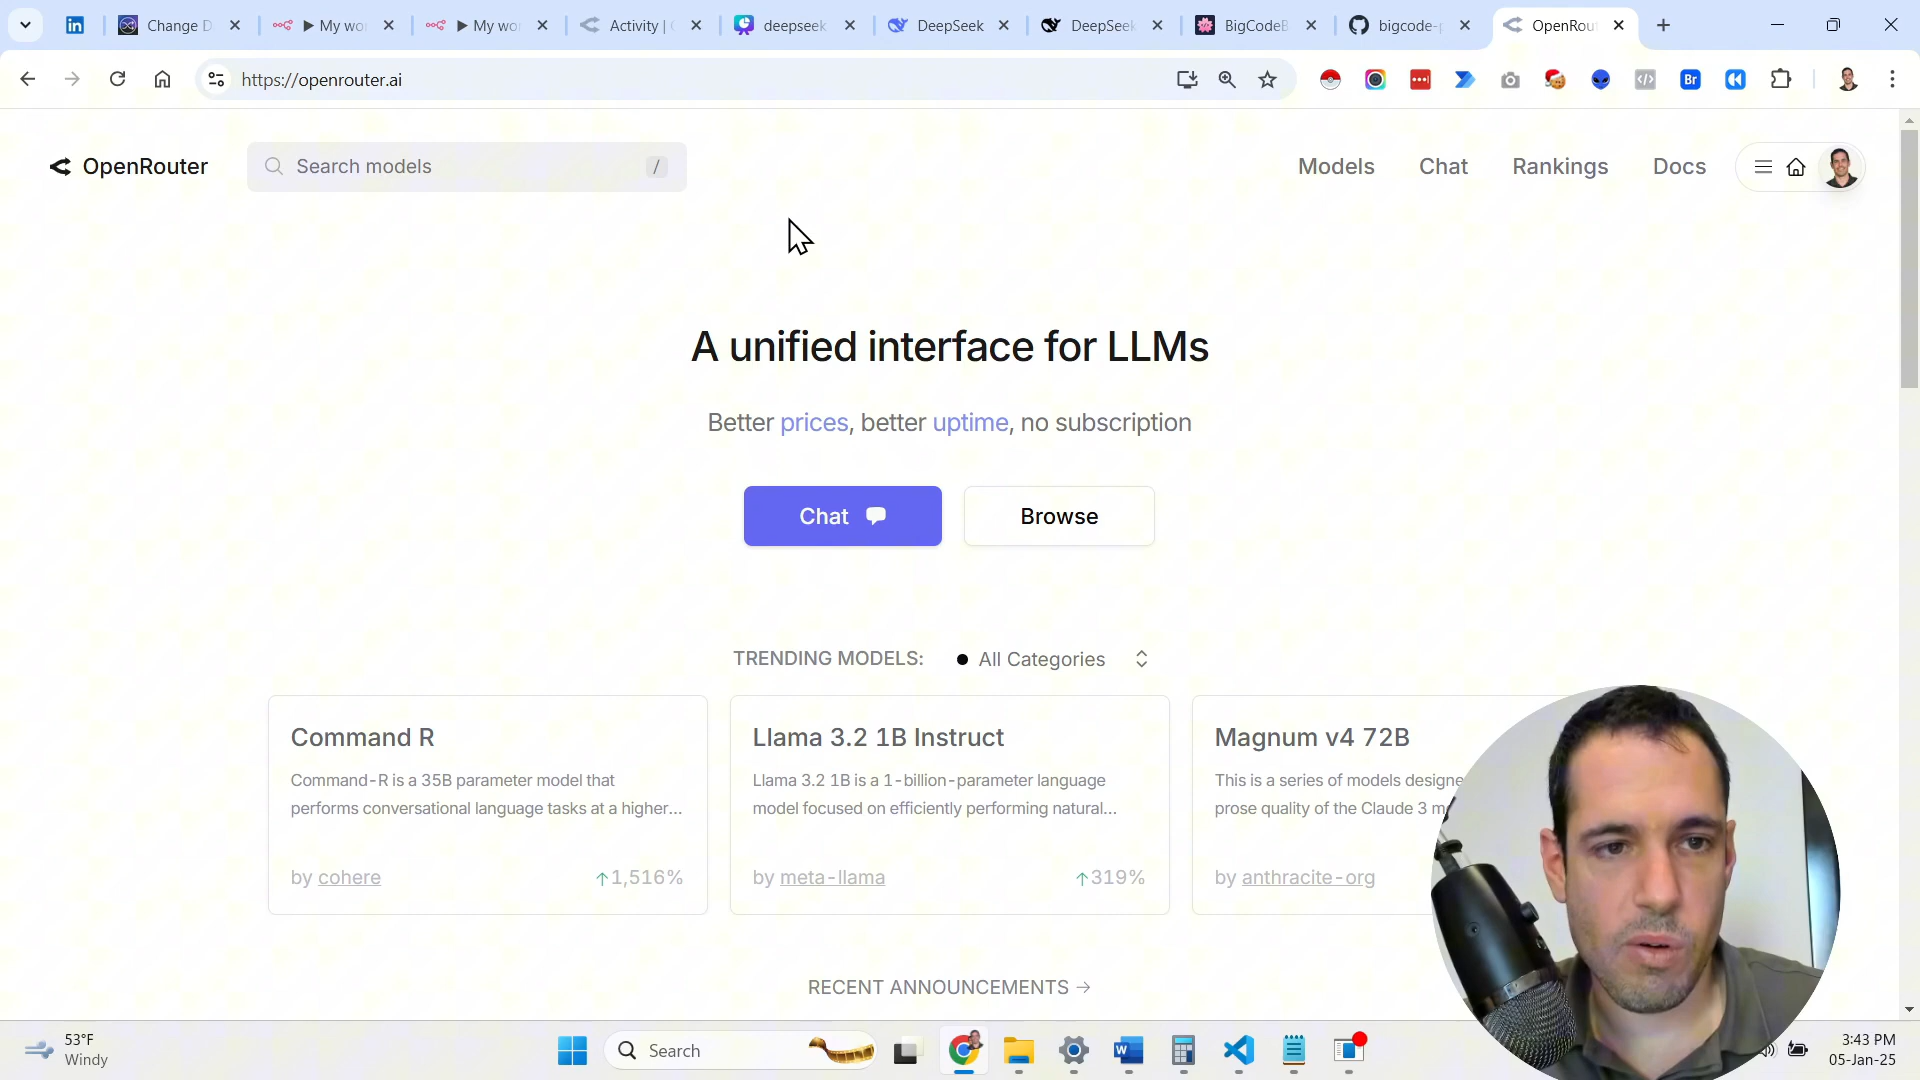 Change D
▶ My wo
▶ My wo
Activity | 
deepseek
DeepSeek
DeepSeek
BigCodeB
bigcode-p
OpenRou
https://openrouter.ai
Br
OpenRouter
Search models
/
Models
Chat
Rankings
Docs
A unified interface for LLMs
Better prices, better uptime, no subscription
Chat
Browse
TRENDING MODELS:
All Categories
Command R
Command-R is a 35B parameter model that
performs conversational language tasks at a higher...
by cohere
↑1,516%
Llama 3.2 1B Instruct
Llama 3.2 1B is a 1-billion-parameter language
model focused on efficiently performing natural...
by meta-llama
↑319%
Magnum v4 72B
This is a series of models designe
prose quality of the Claude 3 m
by anthracite-org
RECENT ANNOUNCEMENTS →
53°F
Windy
Search
3:43 PM
05-Jan-25